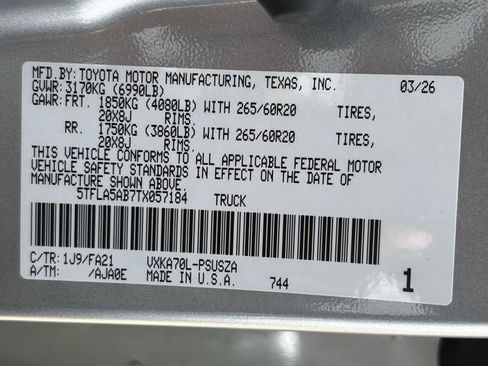 MFD.BY: TOYOTA MOTOR MANUFACTURING, TEXAS, INC. 03/26
GVWR: 3170KG (6990LB)
GAWR: FRT. 1850KG (4080LB) WITH 265/60R20 TIRES,
20X8J RIMS.
RR. 1750KG (3860LB) WITH 265/60R20 TIRES,
20X8J RIMS.
THIS VEHICLE CONFORMS TO ALL APPLICABLE FEDERAL MOTOR
VEHICLE SAFETY STANDARDS IN EFFECT ON THE DATE OF
MANUFACTURE SHOWN ABOVE.
5TFLA5AB7TX057184 TRUCK
C/TR: 1J9/FA21 VXKA70L-PSUSZA
A/TM: /AJA0E MADE IN U.S.A. 744 1